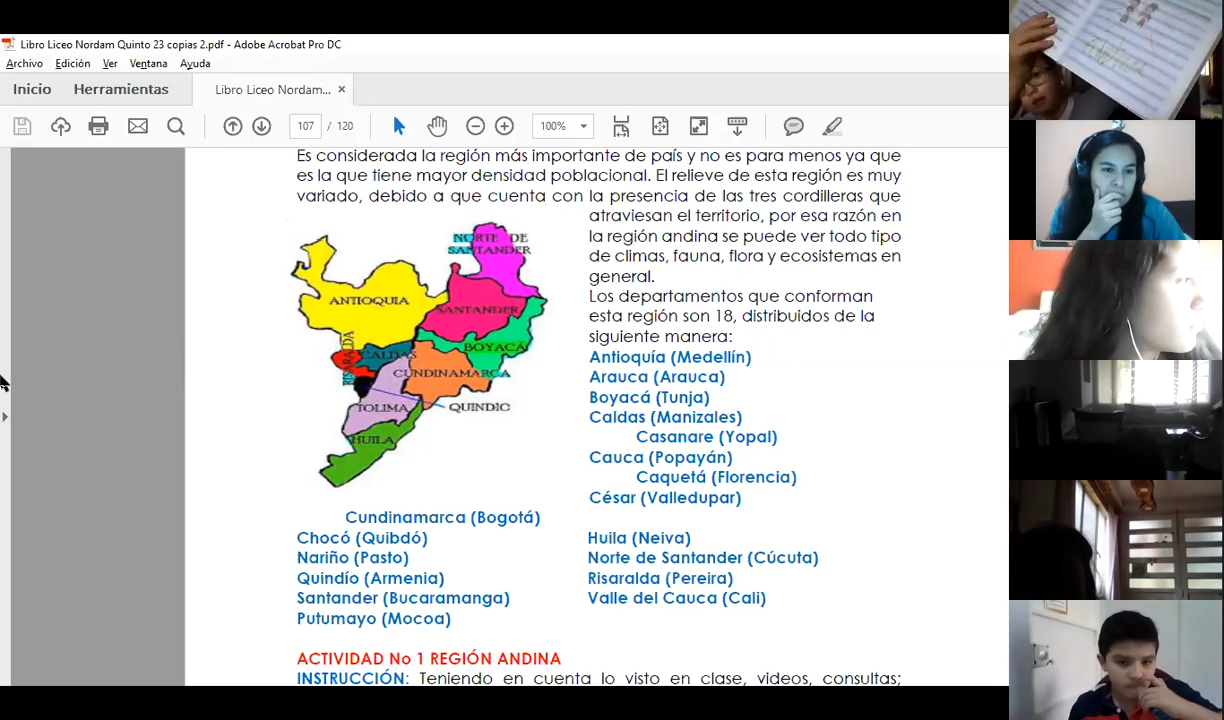 Libro Liceo Nordam Quinto 23 copias 2.pdf - Adobe Acrobat Pro DC
Archivo Edición Ver Ventana Ayuda
Inicio Herramientas Libro Liceo Nordam... ×
107 / 120 100%
Es considerada la región más importante de país y no es para menos ya que
es la que tiene mayor densidad poblacional. El relieve de esta región es muy
variado, debido a que cuenta con la presencia de las tres cordilleras que
atraviesan el territorio, por esa razón en
la región andina se puede ver todo tipo
de climas, fauna, flora y ecosistemas en
general.
Los departamentos que conforman
esta región son 18, distribuidos de la
siguiente manera:
NORTE DE
SANTANDER
ANTIOQUIA
SANTANDER
RISARALDA
CALDAS
BOYACÁ
CUNDINAMARCA
TOLIMA
QUINDIC
HUILA
Antioquía (Medellín)
Arauca (Arauca)
Boyacá (Tunja)
Caldas (Manizales)
Casanare (Yopal)
Cauca (Popayán)
Caquetá (Florencia)
César (Valledupar)
Cundinamarca (Bogotá)
Chocó (Quibdó) Huila (Neiva)
Nariño (Pasto) Norte de Santander (Cúcuta)
Quindío (Armenia) Risaralda (Pereira)
Santander (Bucaramanga) Valle del Cauca (Cali)
Putumayo (Mocoa)
ACTIVIDAD No 1 REGIÓN ANDINA
INSTRUCCIÓN: Teniendo en cuenta lo visto en clase, videos, consultas;